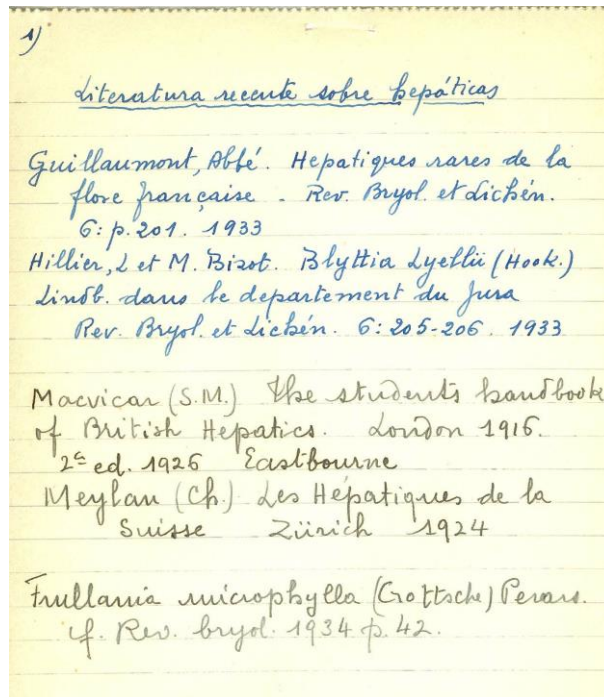 1)
Literatura recente sobre hepáticas
Guillaumont, Abbé. Hepatiques rares de la
flore française. Rev. Bryol. et Lichén.
6: p. 201. 1933
Hillier, L et M. Bizot. Blyttia Lyellii (Hook.)
Lindb. dans le departement du Jura
Rev. Bryol. et Lichén. 6: 205-206. 1933
Macvicar (S.M.) The students handbook
of British Hepatics. London 1916.
2ª ed. 1926 Eastbourne
Meylan (Ch.) Les Hépatiques de la
Suisse Zürich 1924
Frullania microphylla (Gottsche) Pears.
cf. Rev. bryol. 1934 p. 42.